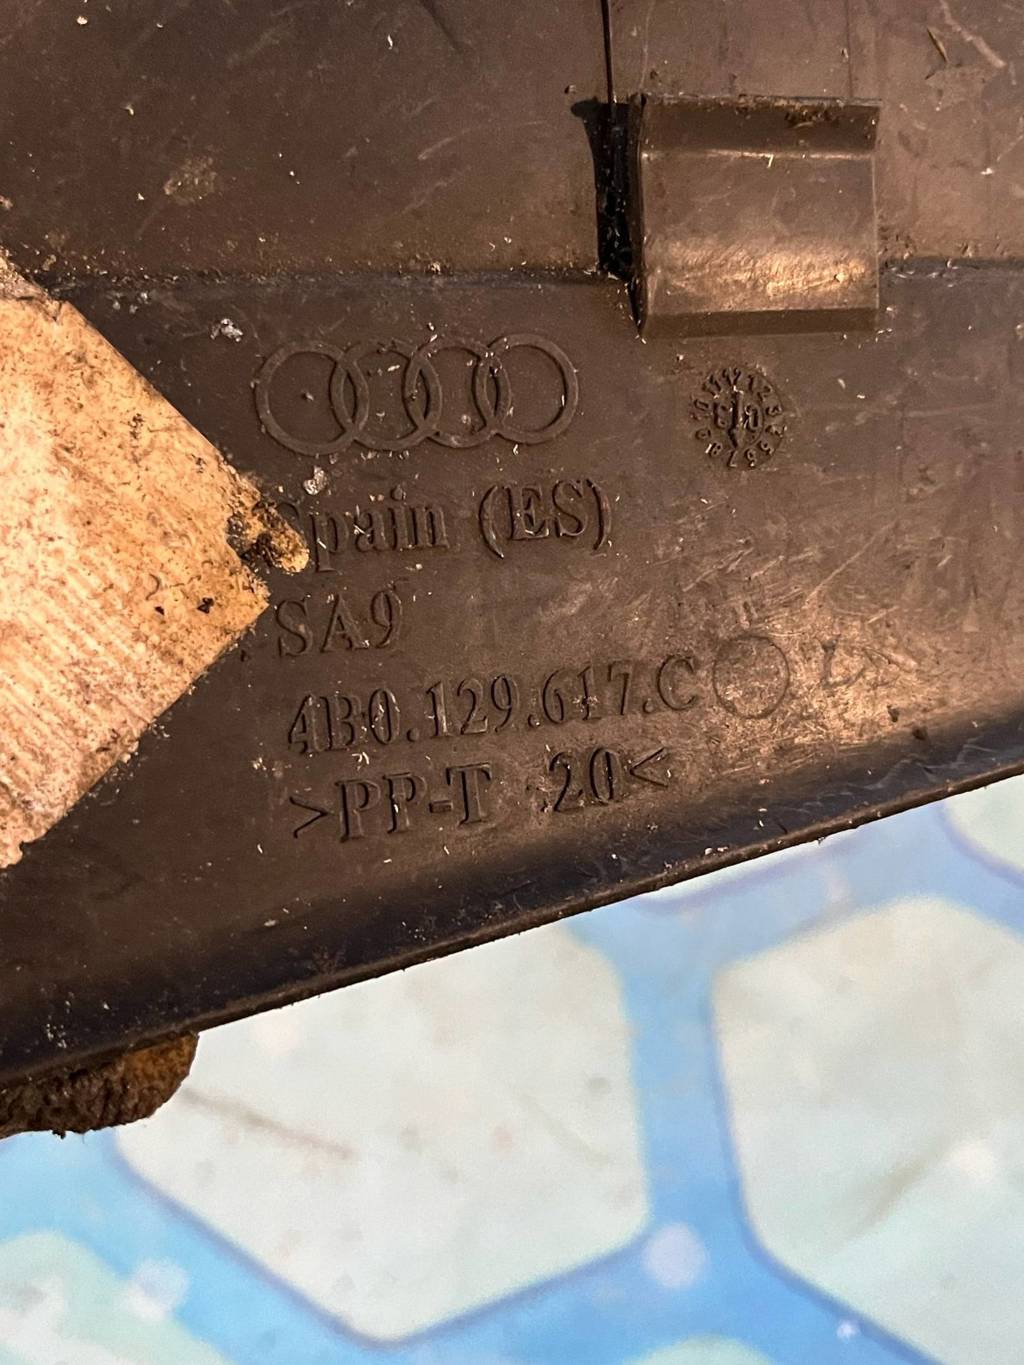 Spain (ES)
SA9
4B0.129.617.C
>PP-T 20<